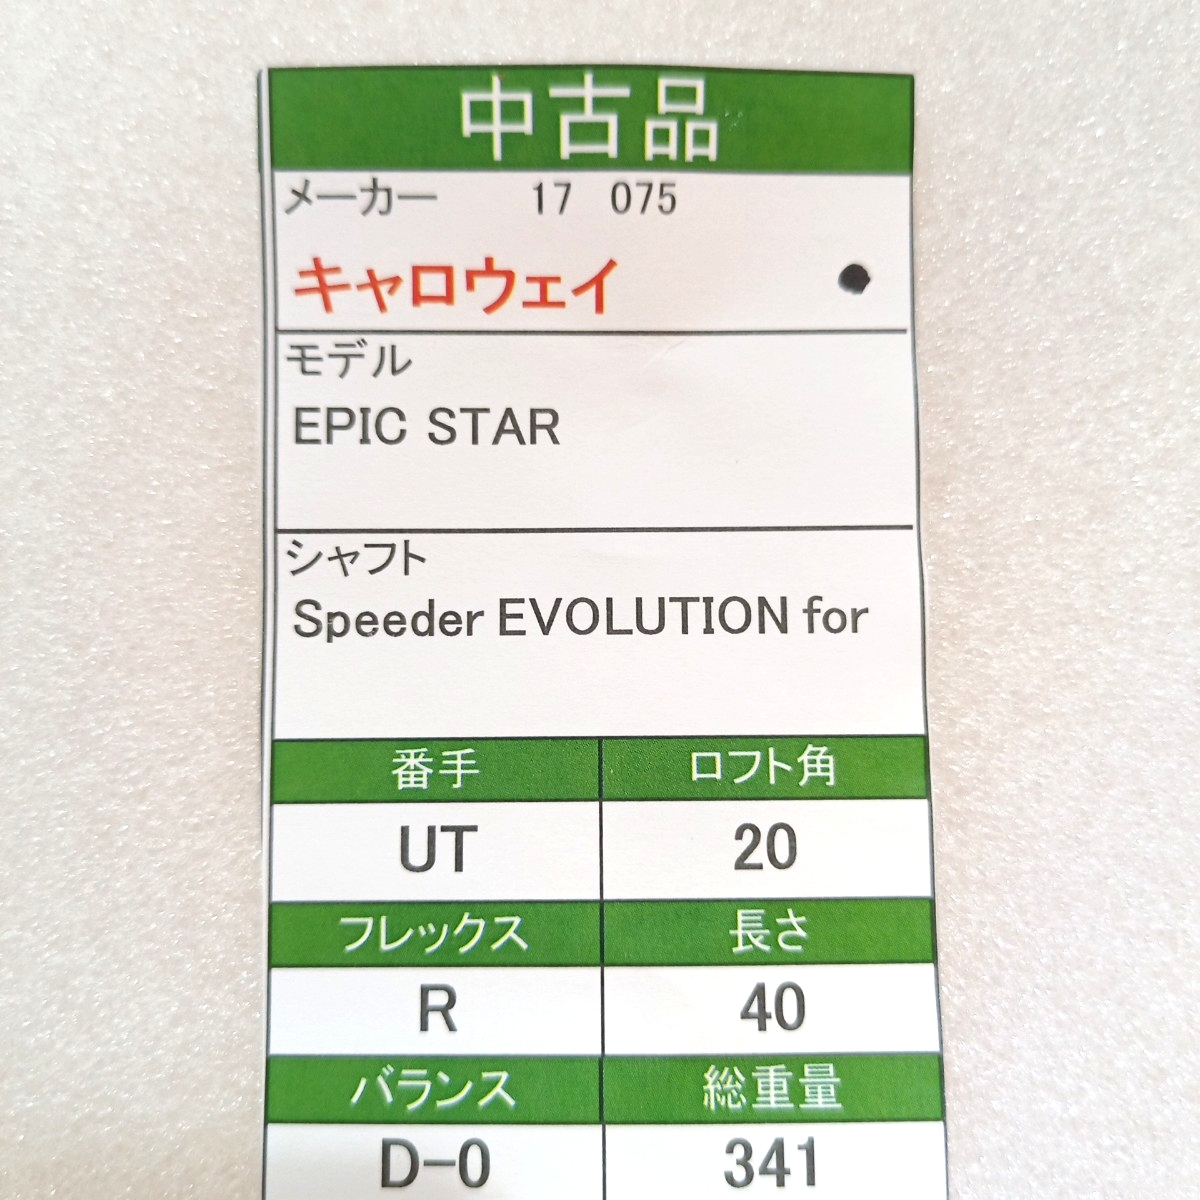 中古品
メーカー 17 075
キャロウェイ
モデル
EPIC STAR
シャフト
Speeder EVOLUTION for
番手 ロフト角
UT 20
フレックス 長さ
R 40
バランス 総重量
D-0 341